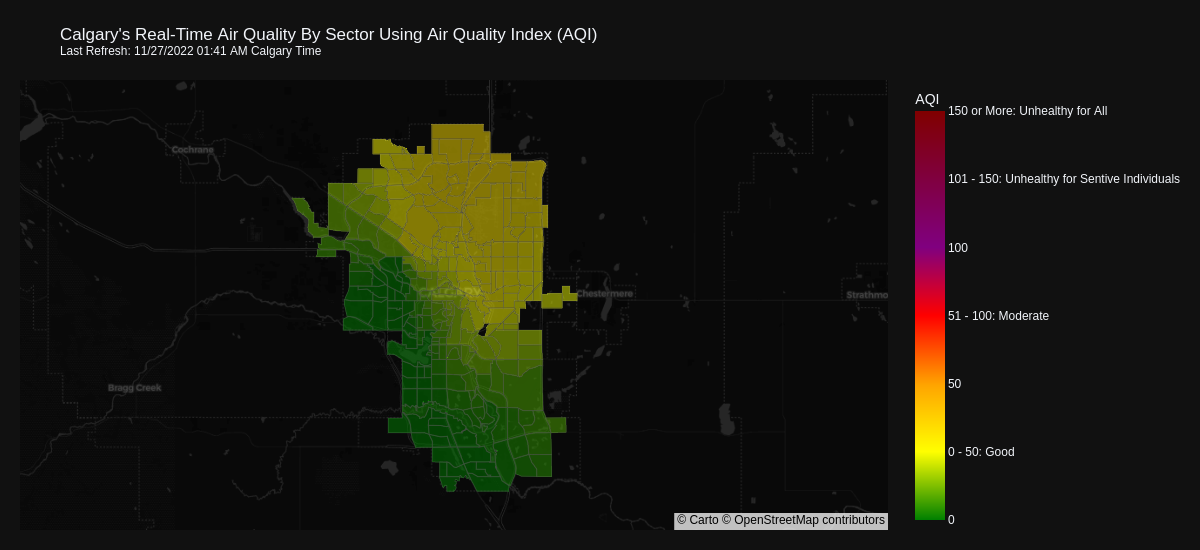 Calgary's Real-Time Air Quality By Sector Using Air Quality Index (AQI)
Last Refresh: 11/27/2022 01:41 AM Calgary Time
AQI
150 or More: Unhealthy for All
101 - 150: Unhealthy for Sentive Individuals
100
51 - 100: Moderate
50
0 - 50: Good
0
Cochrane
CALGARY
Chestermere
Strathmo
Bragg Creek
© Carto © OpenStreetMap contributors